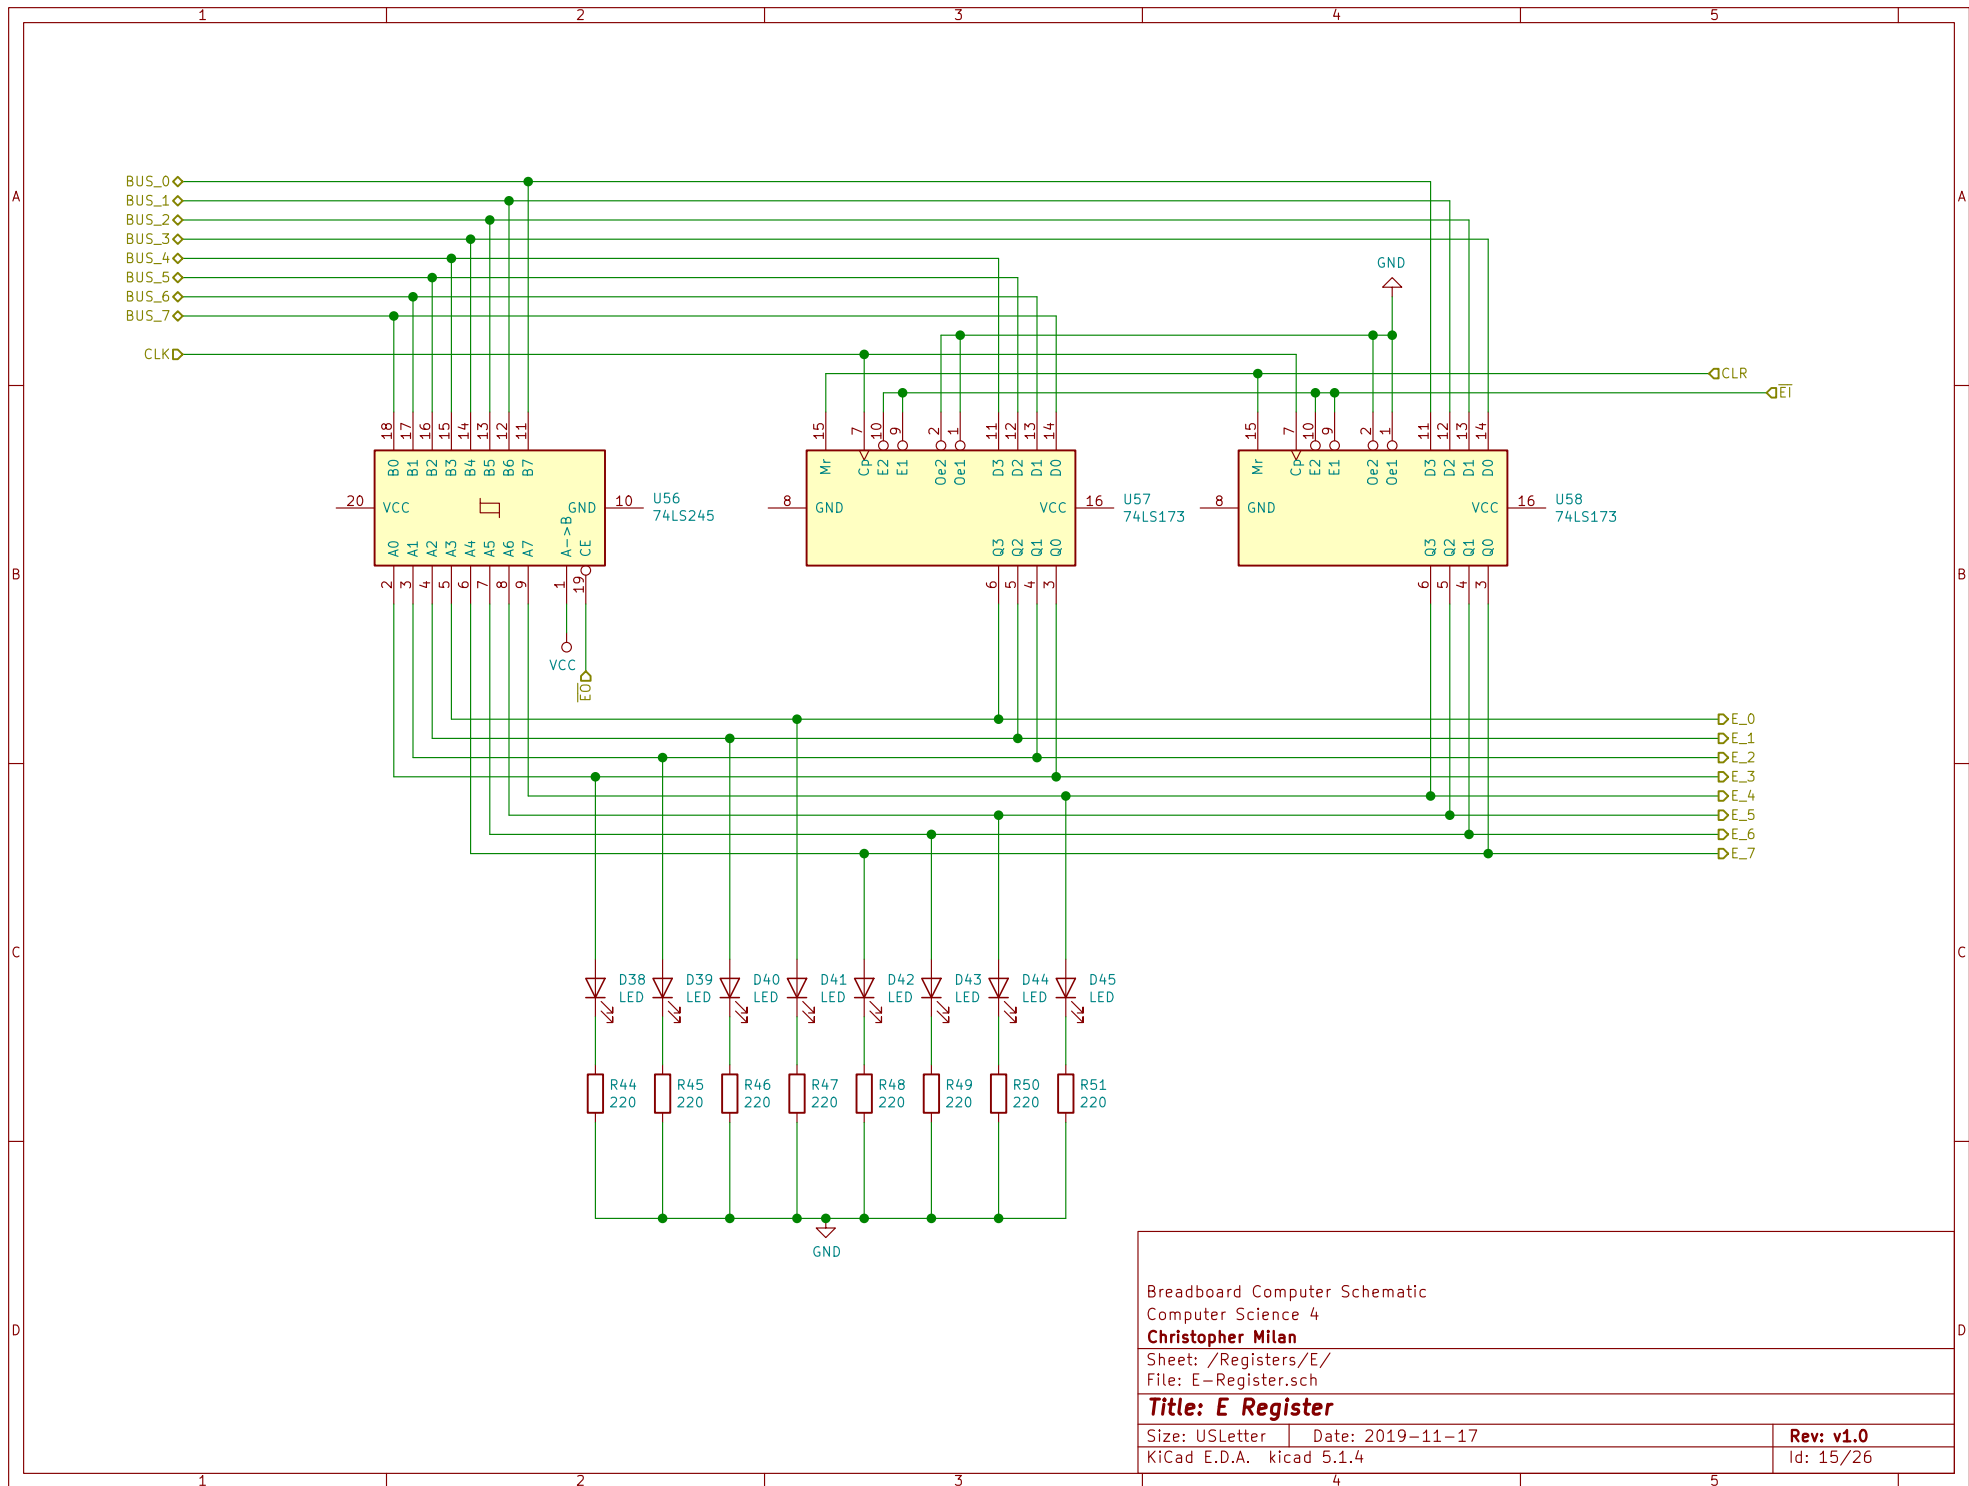 1 2 3 4 5
A A
BUS_0
BUS_1
BUS_2
BUS_3
BUS_4
BUS_5
BUS_6
BUS_7
CLK
GND
CLR
EI
18 17 16 15 14 13 12 11
15 7 10 9 2 1 11 12 13 14
15 7 10 9 2 1 11 12 13 14
B0 B1 B2 B3 B4 B5 B6 B7
Mr Cp E2 E1 Oe2 Oe1 D3 D2 D1 D0
Mr Cp E2 E1 Oe2 Oe1 D3 D2 D1 D0
20 VCC GND 10
U56
74LS245
8 GND VCC 16
U57
74LS173
8 GND VCC 16
U58
74LS173
A0 A1 A2 A3 A4 A5 A6 A7 A->B CE
Q3 Q2 Q1 Q0
Q3 Q2 Q1 Q0
B B
2 3 4 5 6 7 8 9 1 19
6 5 4 3
6 5 4 3
VCC
EO
E_0
E_1
E_2
E_3
E_4
E_5
E_6
E_7
C C
D38 D39 D40 D41 D42 D43 D44 D45
LED LED LED LED LED LED LED LED
R44 R45 R46 R47 R48 R49 R50 R51
220 220 220 220 220 220 220 220
GND
D D
Breadboard Computer Schematic
Computer Science 4
Christopher Milan
Sheet: /Registers/E/
File: E-Register.sch
Title: E Register
Size: USLetter Date: 2019-11-17 Rev: v1.0
KiCad E.D.A. kicad 5.1.4 Id: 15/26
1 2 3 4 5